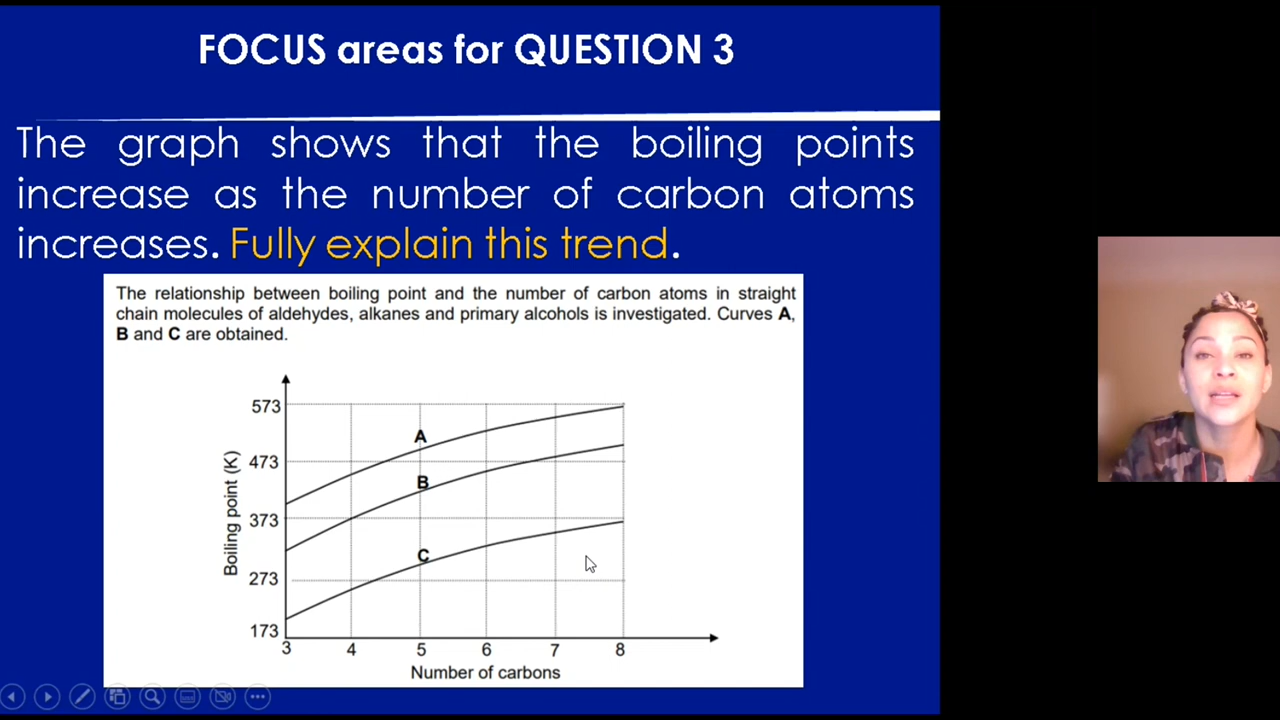 FOCUS areas for QUESTION 3
The graph shows that the boiling points
increase as the number of carbon atoms
increases. Fully explain this trend.
The relationship between boiling point and the number of carbon atoms in straight
chain molecules of aldehydes, alkanes and primary alcohols is investigated. Curves A,
B and C are obtained.
573
A
473
B
373
C
273
173
Boiling point (K)
3 4 5 6 7 8
Number of carbons